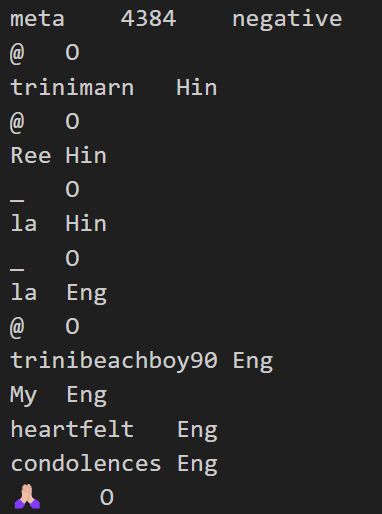 meta	4384	negative
@	O
trinimarn	Hin
@	O
Ree	Hin
_	O
la	Hin
_	O
la	Eng
@	O
trinibeachboy90	Eng
My	Eng
heartfelt	Eng
condolences	Eng
🙏🏻	O